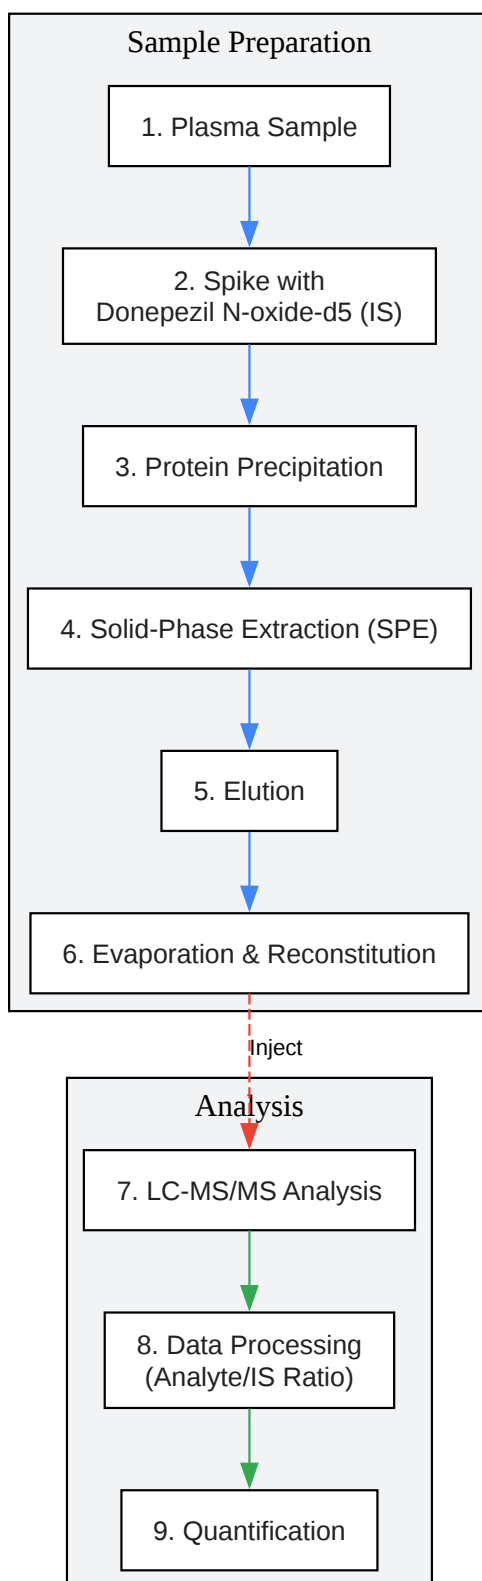 Sample Preparation
1. Plasma Sample
2. Spike with
Donepezil N-oxide-d5 (IS)
3. Protein Precipitation
4. Solid-Phase Extraction (SPE)
5. Elution
6. Evaporation & Reconstitution
Inject
Analysis
7. LC-MS/MS Analysis
8. Data Processing
(Analyte/IS Ratio)
9. Quantification